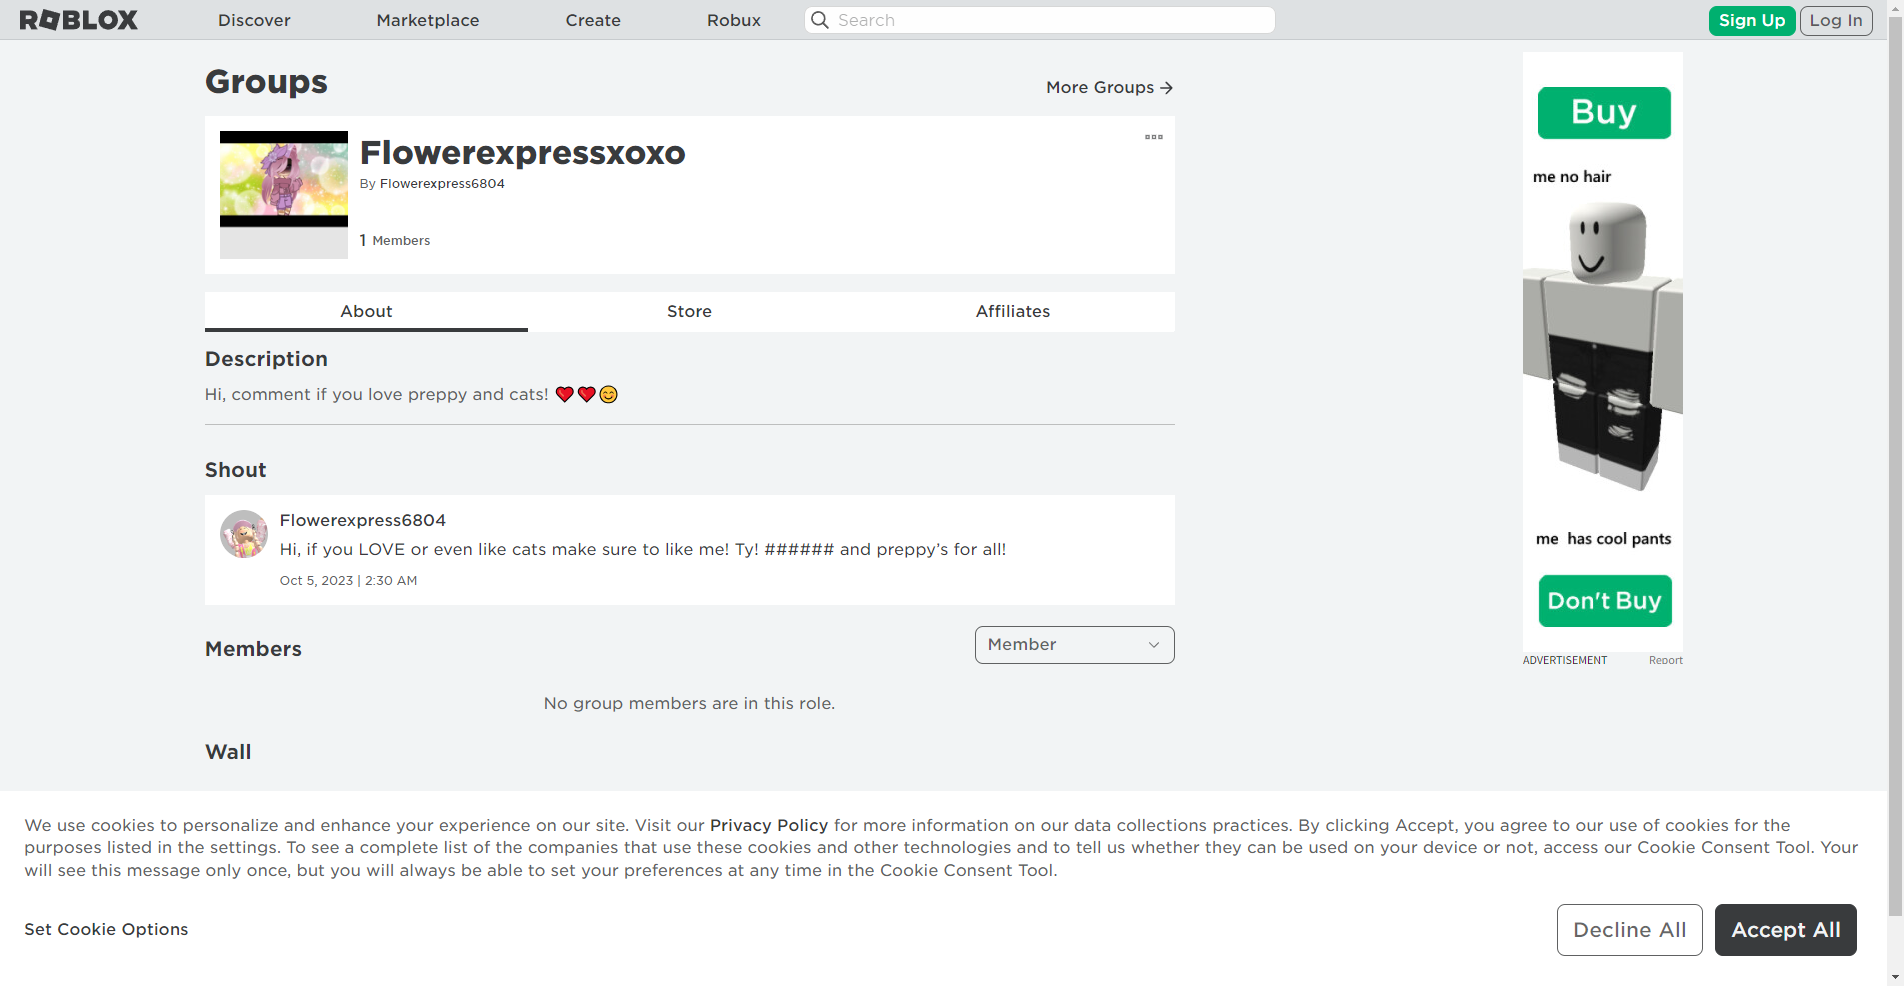 ROBLOX
Discover
Marketplace
Create
Robux
Search
Sign Up
Log In
Groups
More Groups
Flowerexpressxoxo
By Flowerexpress6804
1 Members
About
Store
Affiliates
Description
Hi, comment if you love preppy and cats! ❤️❤️😊
Shout
Flowerexpress6804
Hi, if you LOVE or even like cats make sure to like me! Ty! ###### and preppy’s for all!
Oct 5, 2023 | 2:30 AM
Members
Member
No group members are in this role.
Wall
Buy
me no hair
me has cool pants
Don't Buy
ADVERTISEMENT
Report
We use cookies to personalize and enhance your experience on our site. Visit our Privacy Policy for more information on our data collections practices. By clicking Accept, you agree to our use of cookies for the
purposes listed in the settings. To see a complete list of the companies that use these cookies and other technologies and to tell us whether they can be used on your device or not, access our Cookie Consent Tool. Your
will see this message only once, but you will always be able to set your preferences at any time in the Cookie Consent Tool.
Set Cookie Options
Decline All
Accept All